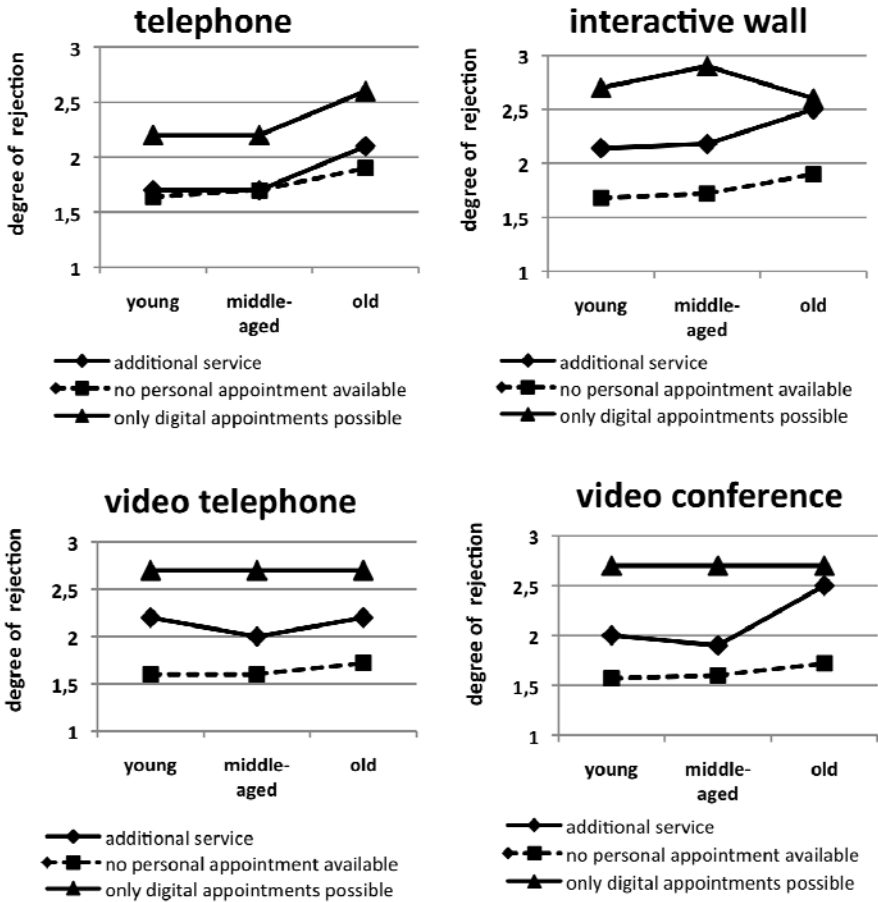 telephone
degree of rejection
3
2,5
2
1,5
1
young
middle-
aged
old
additional service
no personal appointment available
only digital appointments possible
interactive wall
degree of rejection
3
2,5
2
1,5
1
young
middle-
aged
old
additional service
no personal appointment available
only digital appointments possible
video telephone
degree of rejection
3
2,5
2
1,5
1
young
middle-
aged
old
additional service
no personal appointment available
only digital appointments possible
video conference
degree of rejection
3
2,5
2
1,5
1
young
middle-
aged
old
additional service
no personal appointment available
only digital appointments possible